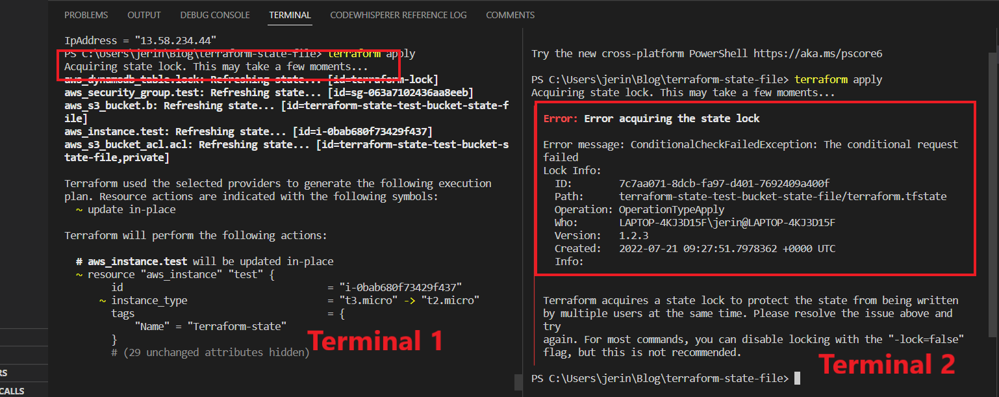 PROBLEMS OUTPUT DEBUG CONSOLE TERMINAL CODEWHISPERER REFERENCE LOG COMMENTS
IpAddress = "13.58.234.44"
PS C:\Users\jerin\Blog\terraform-state-file> terraform apply
Acquiring state lock. This may take a few moments...
aws_dynamodb_table.lock: Refreshing state... [id=terraform-lock]
aws_security_group.test: Refreshing state... [id=sg-063a7102436aa8eeb]
aws_s3_bucket.b: Refreshing state... [id=terraform-state-test-bucket-state-f
ile]
aws_instance.test: Refreshing state... [id=i-0bab680f73429f437]
aws_s3_bucket_acl.acl: Refreshing state... [id=terraform-state-test-bucket-s
tate-file,private]
Terraform used the selected providers to generate the following execution
plan. Resource actions are indicated with the following symbols:
~ update in-place
Terraform will perform the following actions:
# aws_instance.test will be updated in-place
~ resource "aws_instance" "test" {
id = "i-0bab680f73429f437"
~ instance_type = "t3.micro" -> "t2.micro"
tags = {
"Name" = "Terraform-state"
}
# (29 unchanged attributes hidden)
Terminal 1
Try the new cross-platform PowerShell https://aka.ms/pscore6
PS C:\Users\jerin\Blog\terraform-state-file> terraform apply
Acquiring state lock. This may take a few moments...
Error: Error acquiring the state lock
Error message: ConditionalCheckFailedException: The conditional request
failed
Lock Info:
ID: 7c7aa071-8dcb-fa97-d401-7692409a400f
Path: terraform-state-test-bucket-state-file/terraform.tfstate
Operation: OperationTypeApply
Who: LAPTOP-4KJ3D15F\jerin@LAPTOP-4KJ3D15F
Version: 1.2.3
Created: 2022-07-21 09:27:51.7978362 +0000 UTC
Info:
Terraform acquires a state lock to protect the state from being written
by multiple users at the same time. Please resolve the issue above and
try
again. For most commands, you can disable locking with the "-lock=false"
flag, but this is not recommended.
Terminal 2
PS C:\Users\jerin\Blog\terraform-state-file>
RS
CALLS